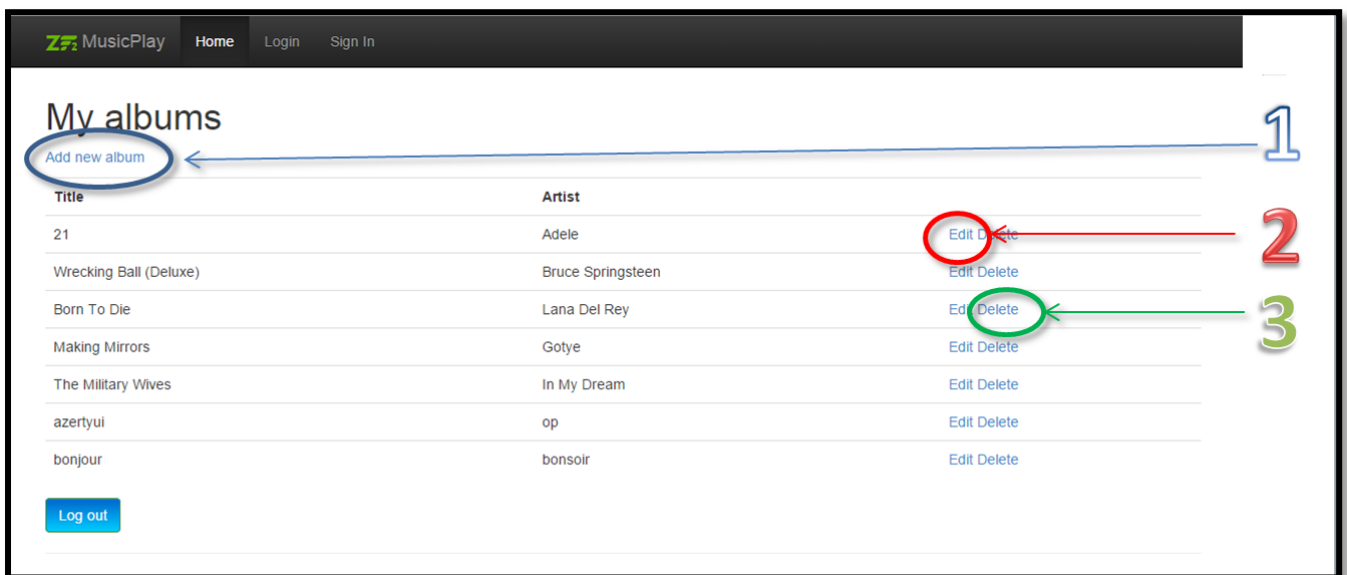 ZF2 MusicPlay Home Login Sign In
My albums
1
Add new album
Title Artist
21 Adele Edit Delete
2
Wrecking Ball (Deluxe) Bruce Springsteen Edit Delete
Born To Die Lana Del Rey Edit Delete
3
Making Mirrors Gotye Edit Delete
The Military Wives In My Dream Edit Delete
azertyui op Edit Delete
bonjour bonsoir Edit Delete
Log out